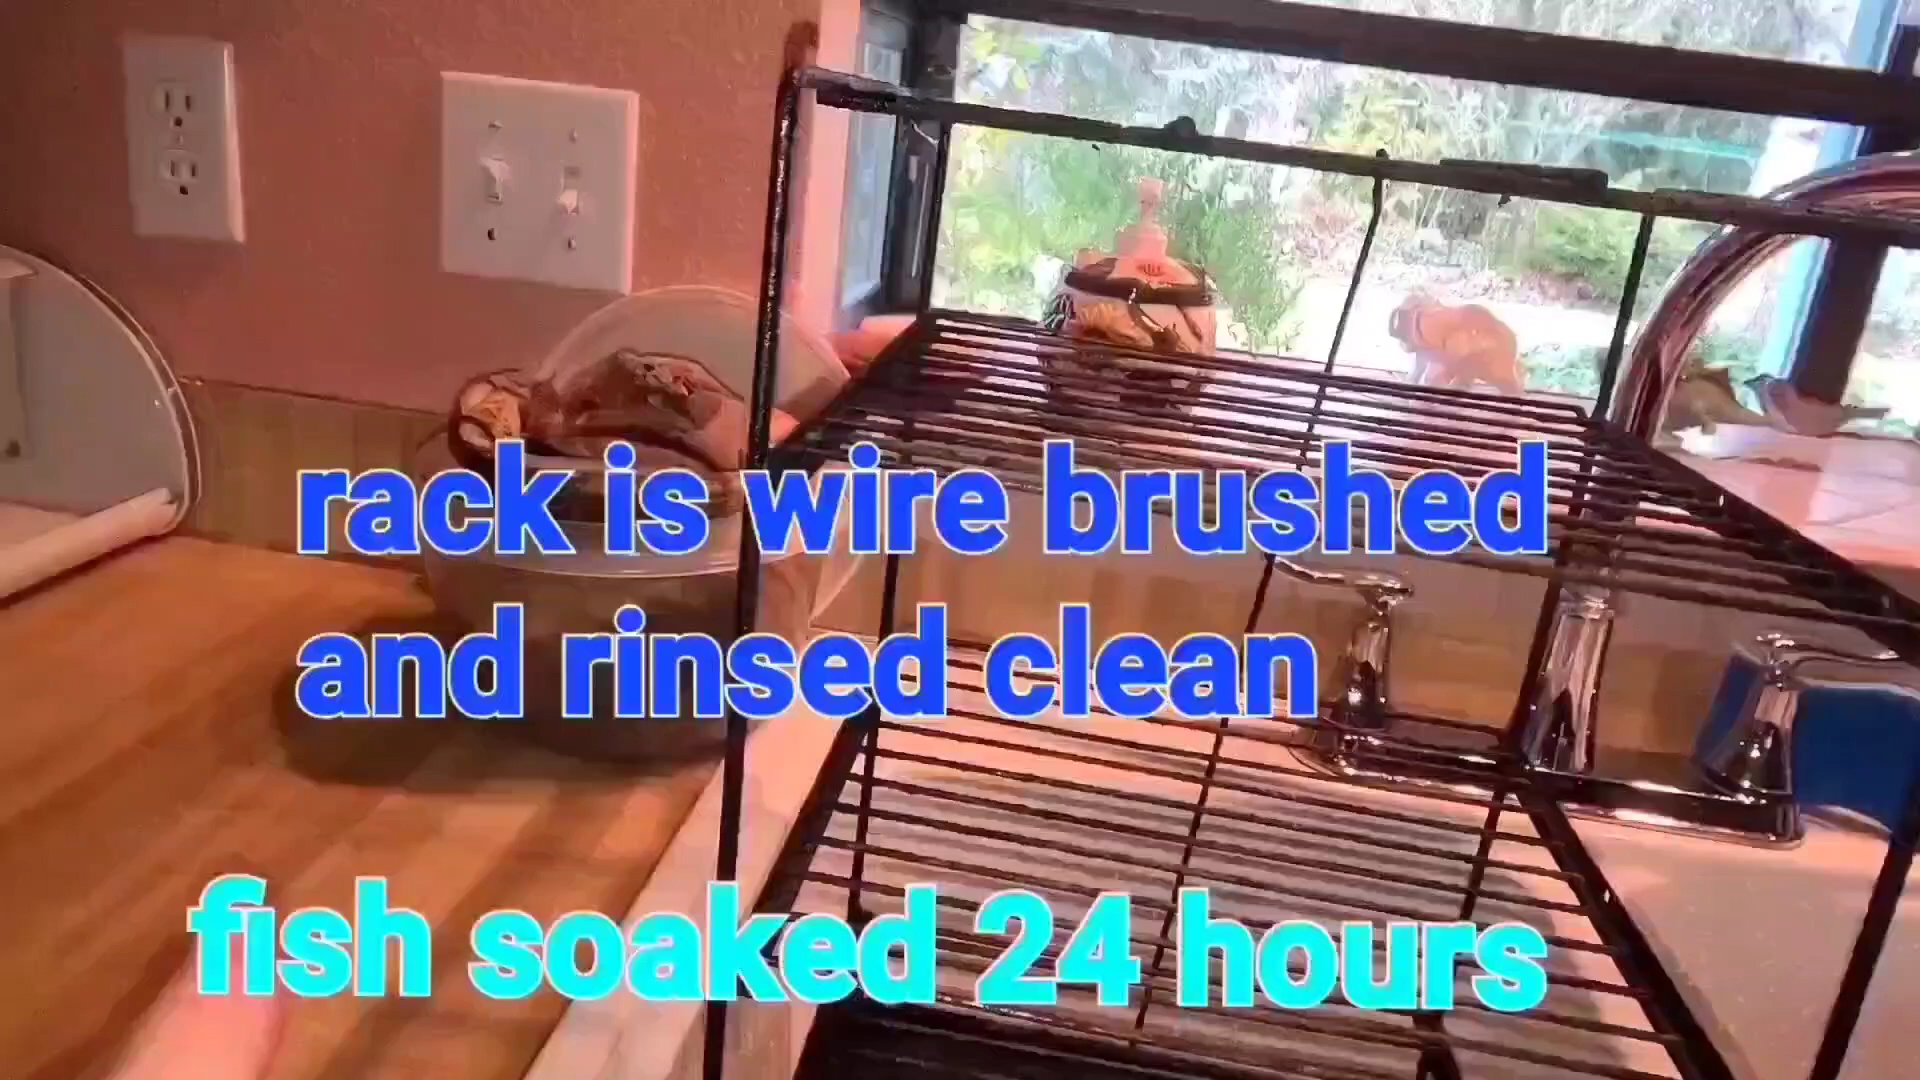 rack is wire brushed
and rinsed clean
fish soaked 24 hours